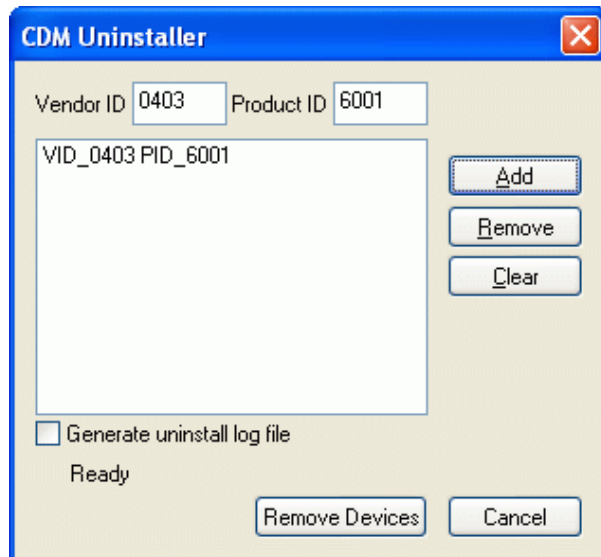 CDM Uninstaller
Vendor ID 0403 Product ID 6001
VID_0403 PID_6001
Add
Remove
Clear
Generate uninstall log file
Ready
Remove Devices Cancel